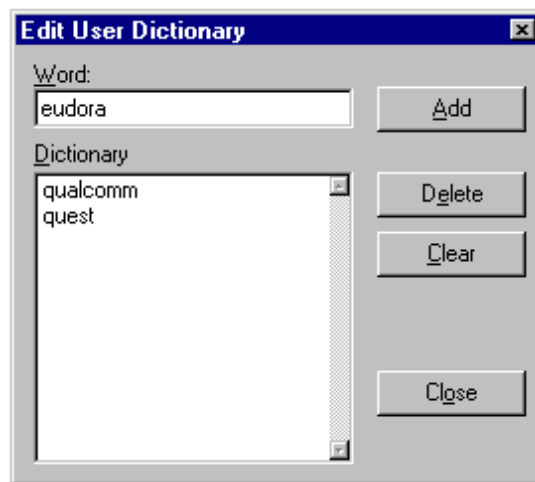 Edit User Dictionary
Word:
eudora
Add
Dictionary
qualcomm
quest
Delete
Clear
Close